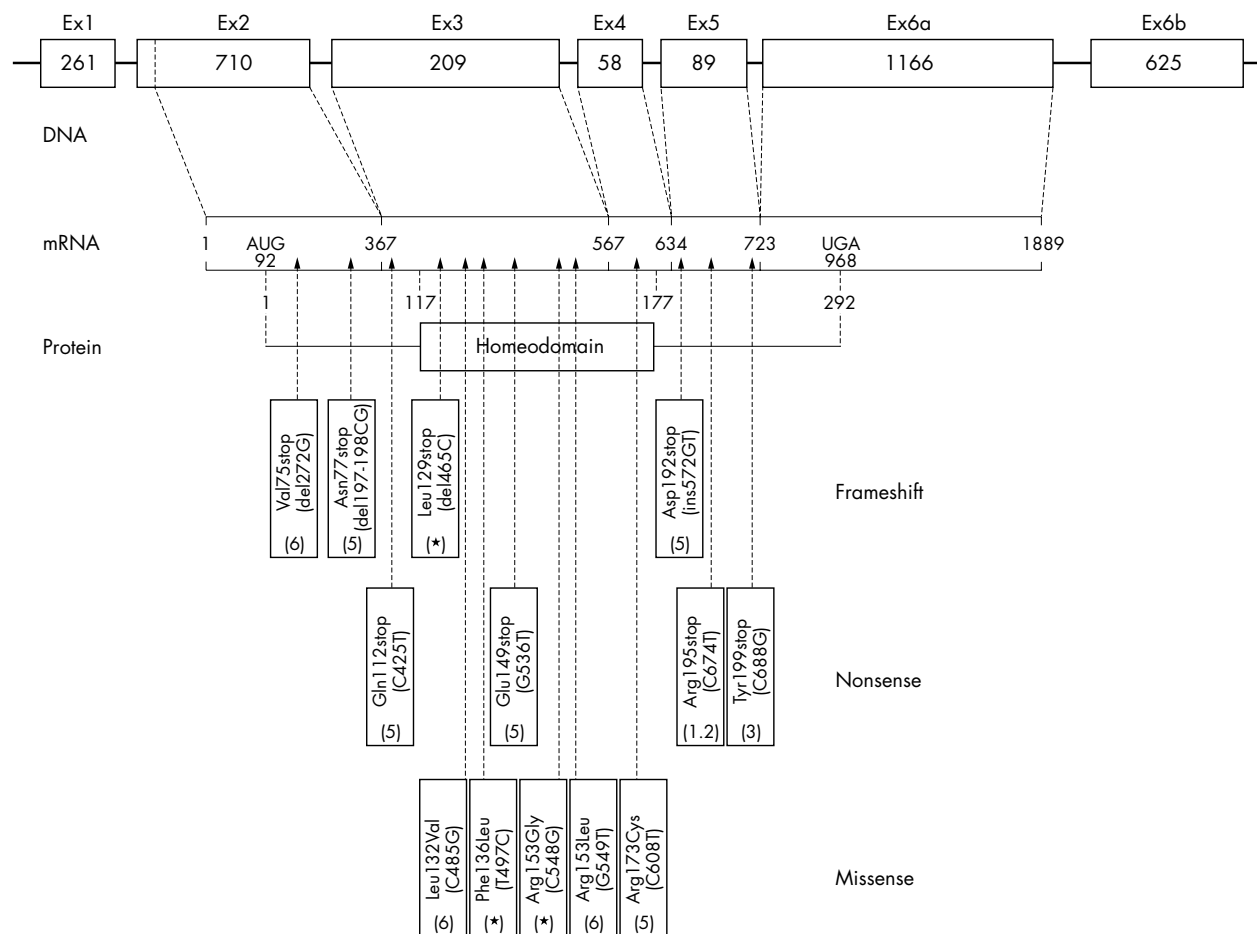 Ex1 Ex2 Ex3 Ex4 Ex5 Ex6a Ex6b
261 710 209 58 89 1166 625
DNA
mRNA
1 AUG 367 567 634 723 UGA 1889
92 968
1 117 177 292
Protein
Homeodomain
Val75stop
(del272G)
(6)
Asn77stop
(del197-198CG)
(5)
Leu129stop
(del465C)
(★)
Asp192stop
(ins572GT)
(5)
Frameshift
Gln112stop
(C425T)
(5)
Glu149stop
(G536T)
(5)
Arg195stop
(C674T)
(1.2)
Tyr199stop
(C688G)
(3)
Nonsense
Leu132Val
(C485G)
(6)
Phe136Leu
(T497C)
(★)
Arg153Gly
(C548G)
(★)
Arg153Leu
(G549T)
(6)
Arg173Cys
(C608T)
(5)
Missense